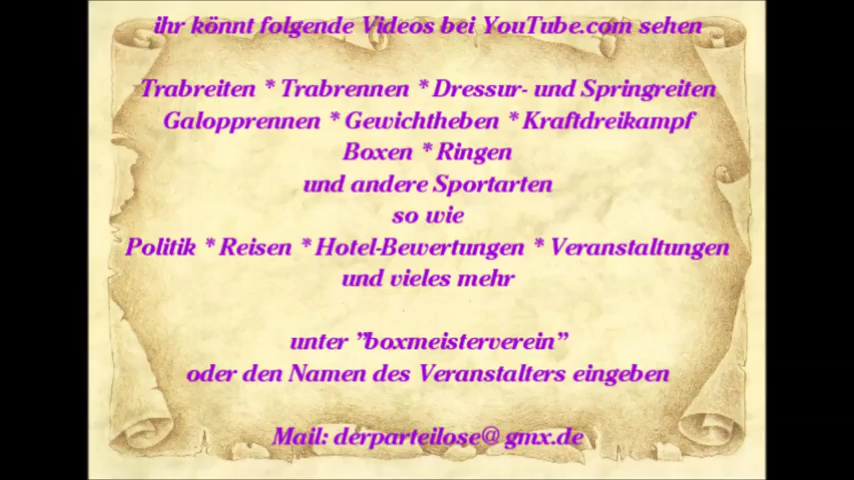 ihr könnt folgende Videos bei YouTube.com sehen
Trabreiten * Trabrennen * Dressur- und Springreiten
Galopprennen * Gewichtheben * Kraftdreikampf
Boxen * Ringen
und andere Sportarten
so wie
Politik * Reisen * Hotel-Bewertungen * Veranstaltungen
und vieles mehr
unter "boxmeisterverein"
oder den Namen des Veranstalters eingeben
Mail: derparteilose@gmx.de